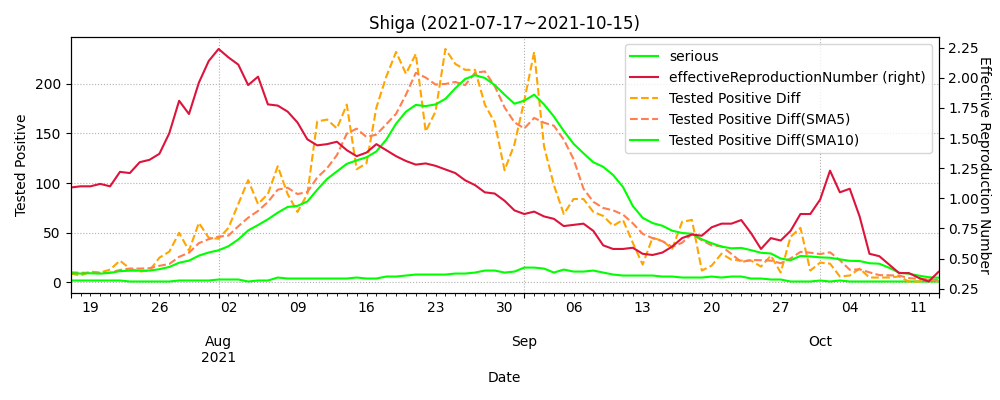 Shiga (2021-07-17~2021-10-15)
Tested Positive
200
150
100
50
0
serious
effectiveReproductionNumber (right)
Tested Positive Diff
Tested Positive Diff(SMA5)
Tested Positive Diff(SMA10)
2.25
2.00
1.75
1.50
1.25
1.00
0.75
0.50
0.25
Effective Reproduction Number
19 26 02 09 16 23 30 06 13 20 27 04 11
Aug Sep Oct
2021
Date